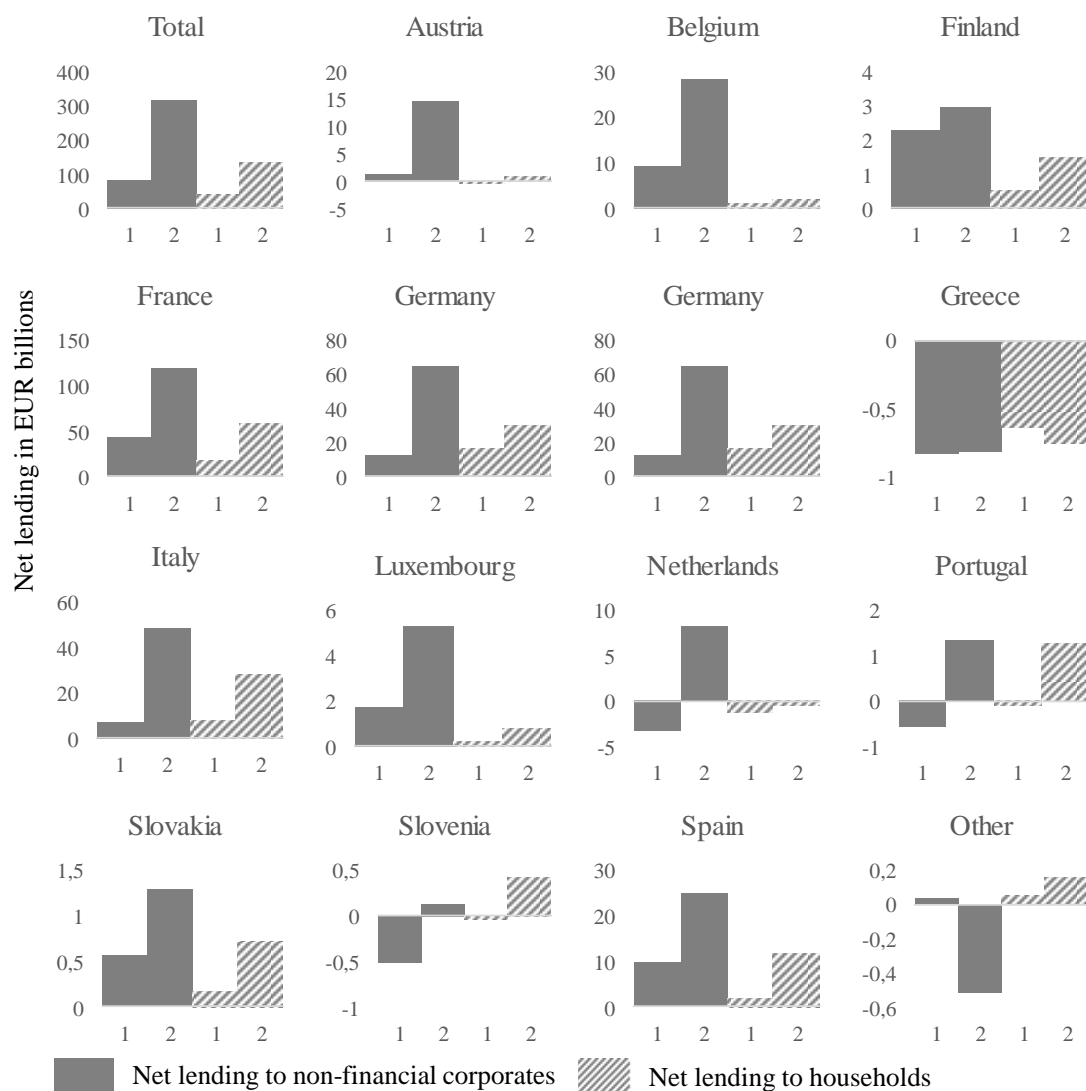 Total
Austria
Belgium
Finland
400
300
200
100
0
1 2 1 2
20
15
10
5
0
-5
1 2 1 2
30
20
10
0
1 2 1 2
4
3
2
1
0
1 2 1 2
Net lending in EUR billions
France
Germany
Germany
Greece
150
100
50
0
1 2 1 2
80
60
40
20
0
1 2 1 2
80
60
40
20
0
1 2 1 2
0
-0,5
-1
1 2 1 2
Italy
Luxembourg
Netherlands
Portugal
60
40
20
0
1 2 1 2
6
4
2
0
1 2 1 2
10
5
0
-5
1 2 1 2
2
1
0
-1
1 2 1 2
Slovakia
Slovenia
Spain
Other
1,5
1
0,5
0
1 2 1 2
0,5
0
-0,5
-1
1 2 1 2
30
20
10
0
1 2 1 2
0,2
0
-0,2
-0,4
-0,6
1 2 1 2
Net lending to non-financial corporates
Net lending to households